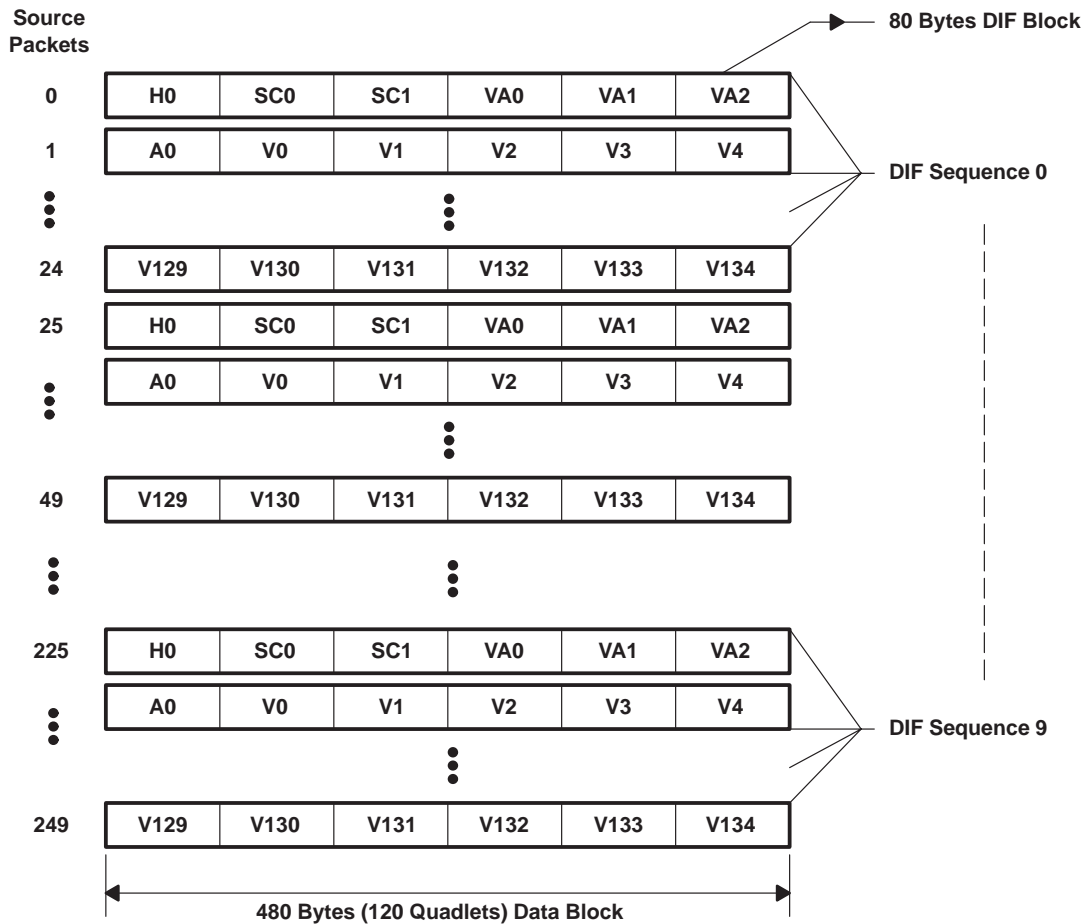 Source
Packets
80 Bytes DIF Block
0 H0 SC0 SC1 VA0 VA1 VA2
1 A0 V0 V1 V2 V3 V4
DIF Sequence 0
24 V129 V130 V131 V132 V133 V134
25 H0 SC0 SC1 VA0 VA1 VA2
A0 V0 V1 V2 V3 V4
49 V129 V130 V131 V132 V133 V134
225 H0 SC0 SC1 VA0 VA1 VA2
A0 V0 V1 V2 V3 V4
DIF Sequence 9
249 V129 V130 V131 V132 V133 V134
480 Bytes (120 Quadlets) Data Block